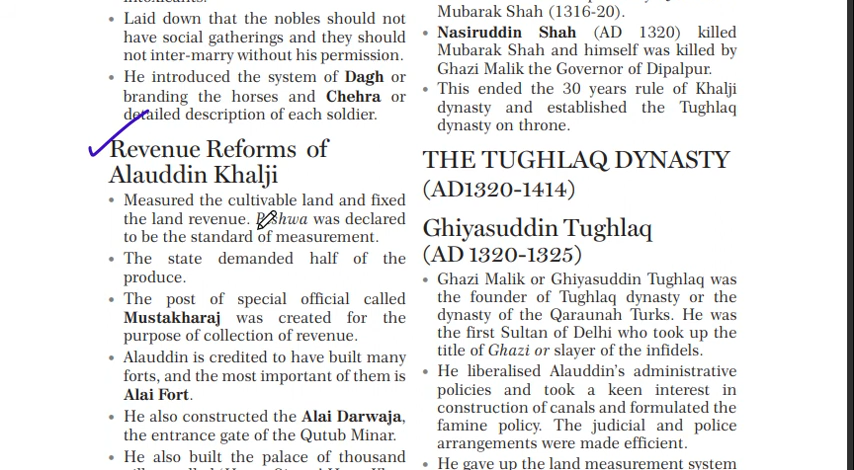 Laid down that the nobles should not
have social gatherings and they should
not inter-marry without his permission.
He introduced the system of Dagh or
branding the horses and Chehra or
detailed description of each soldier.
Revenue Reforms of
Alauddin Khalji
Measured the cultivable land and fixed
the land revenue. was declared
to be the standard of measurement.
The state demanded half of the
produce.
The post of special official called
Mustakharaj was created for the
purpose of collection of revenue.
Alauddin is credited to have built many
forts, and the most important of them is
Alai Fort.
He also constructed the Alai Darwaja,
the entrance gate of the Qutub Minar.
He also built the palace of thousand
Mubarak Shah (1316-20).
Nasiruddin Shah (AD 1320) killed
Mubarak Shah and himself was killed by
Ghazi Malik the Governor of Dipalpur.
This ended the 30 years rule of Khalji
dynasty and established the Tughlaq
dynasty on throne.
THE TUGHLAQ DYNASTY
(AD1320-1414)
Ghiyasuddin Tughlaq
(AD 1320-1325)
Ghazi Malik or Ghiyasuddin Tughlaq was
the founder of Tughlaq dynasty or the
dynasty of the Qaraunah Turks. He was
the first Sultan of Delhi who took up the
title of Ghazi or slayer of the infidels.
He liberalised Alauddin's administrative
policies and took a keen interest in
construction of canals and formulated the
famine policy. The judicial and police
arrangements were made efficient.
He gave up the land measurement system